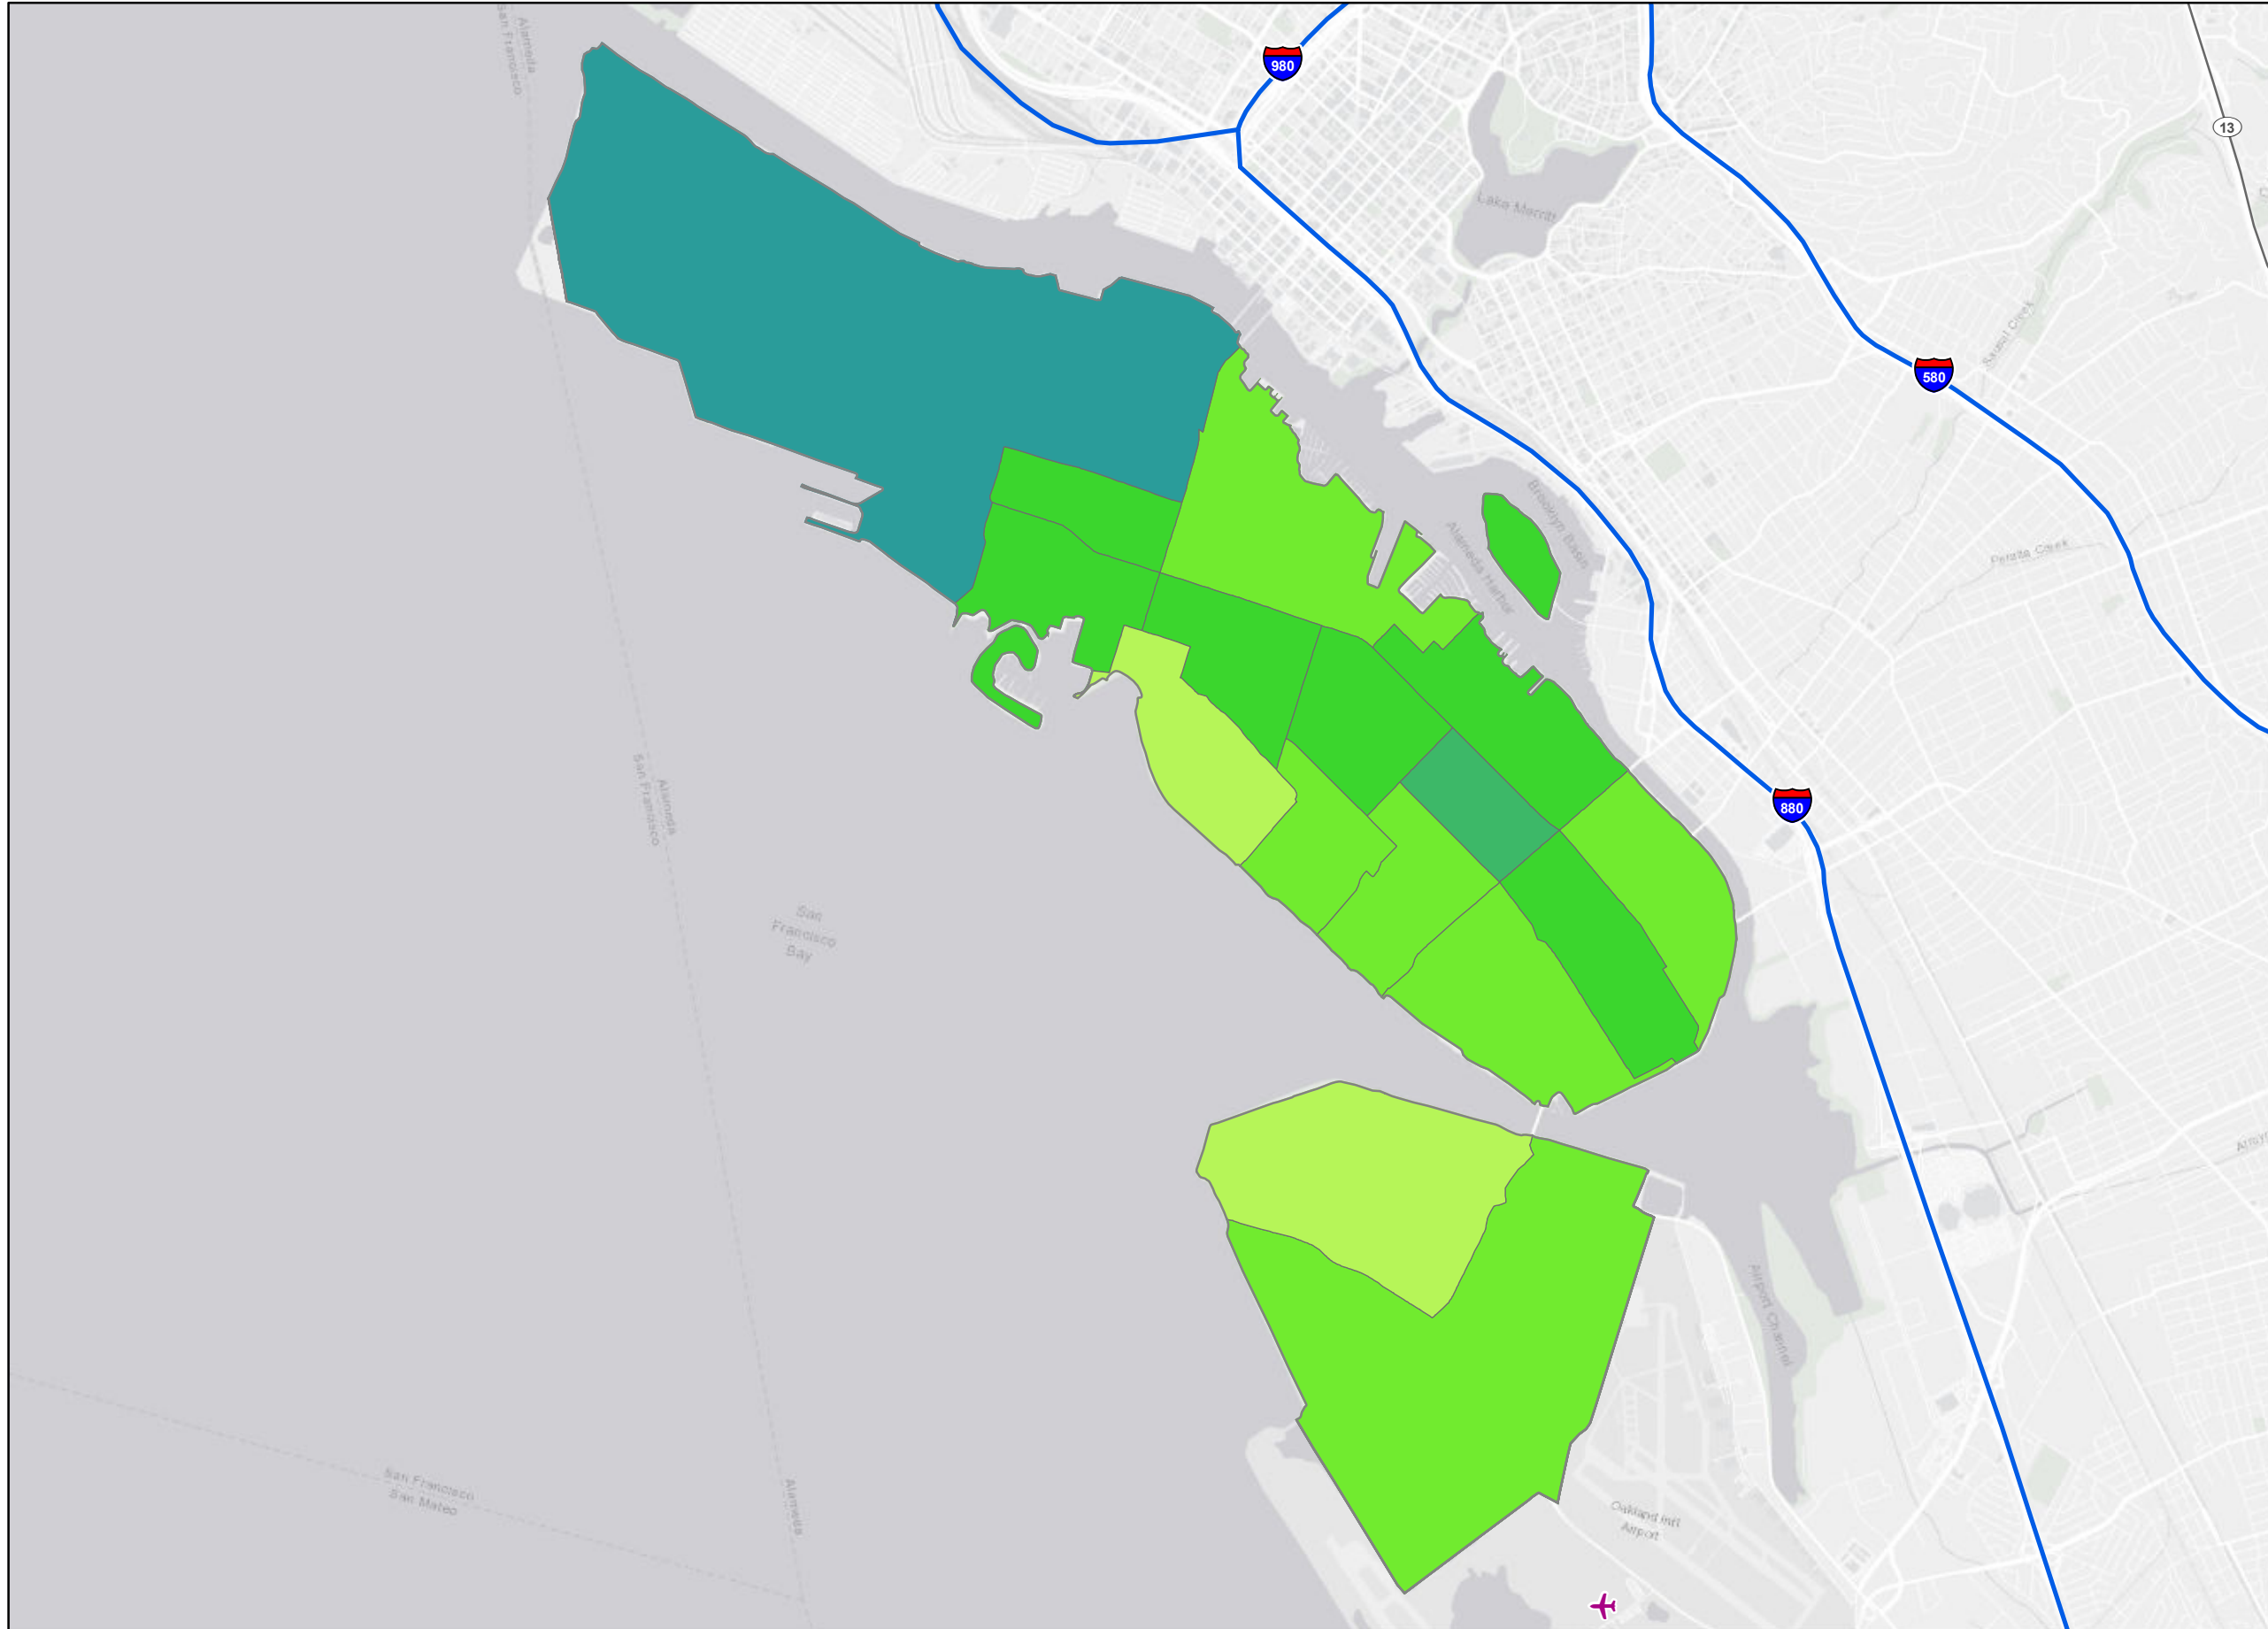 Alameda
San Francisco
980
13
Lake Merritt
Sausal Creek
580
Brooklyn Basin
Peralta Creek
Alameda Harbor
Alameda
San Francisco
880
San
Francisco
Bay
Airport Channel
San Francisco
San Mateo
Alameda
Oakland Intl
Airport